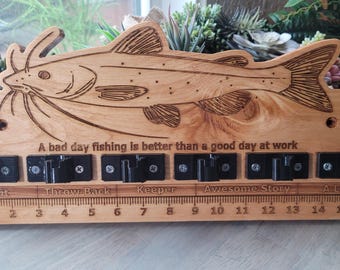 A bad day fishing is better than a good day at work
Throw Back Keeper Awesome Story
2 3 4 5 6 7 8 9 10 11 12 13 14